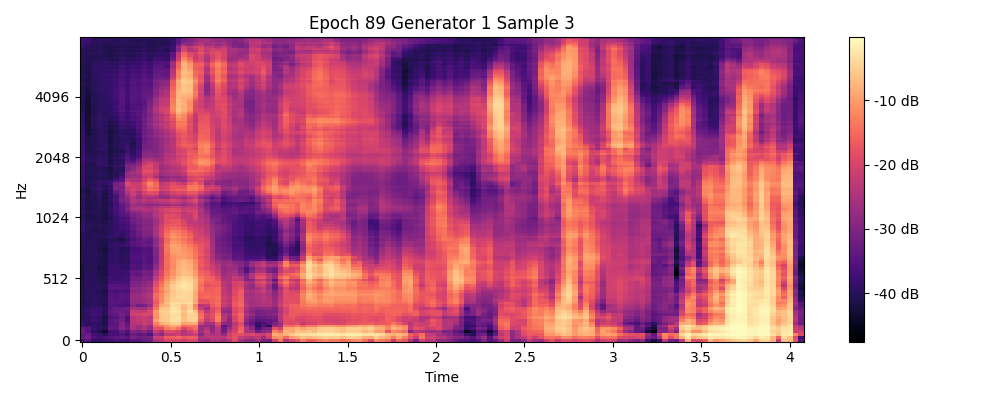 Epoch 89 Generator 1 Sample 3
Hz
4096
2048
1024
512
0
0 0.5 1 1.5 2 2.5 3 3.5 4
Time
-10 dB
-20 dB
-30 dB
-40 dB